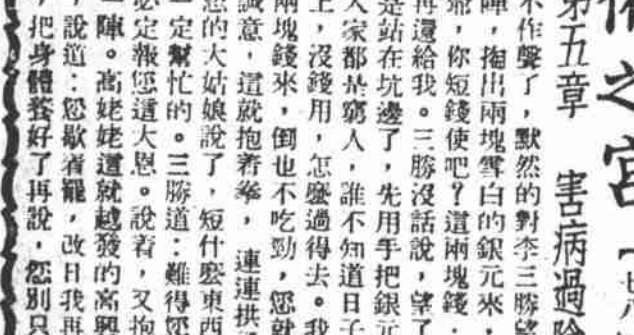 之宮
第五章 害病過
不作聲了，默然的對李三勝望
陣，掏出兩塊雪白的銀元來
爺，你短錢使吧？這兩塊錢
再還給我。三勝沒話說，望了
是站在坑邊了，先用手把銀元
大家都是窮人，誰不知道日子
上，沒錢用，怎麼過得去。我
兩塊錢來，倒也不吃勁，您就
誠意，這就抱着拳，連連拱
的大姑娘說了，短什麼東西
一定幫忙的。三勝道：難得您
必定報您這大恩。說着，又抱
一陣。高姥姥這就越發的高興
，說道：您歇着罷，改日我再
，把身體養好了再說，您別只